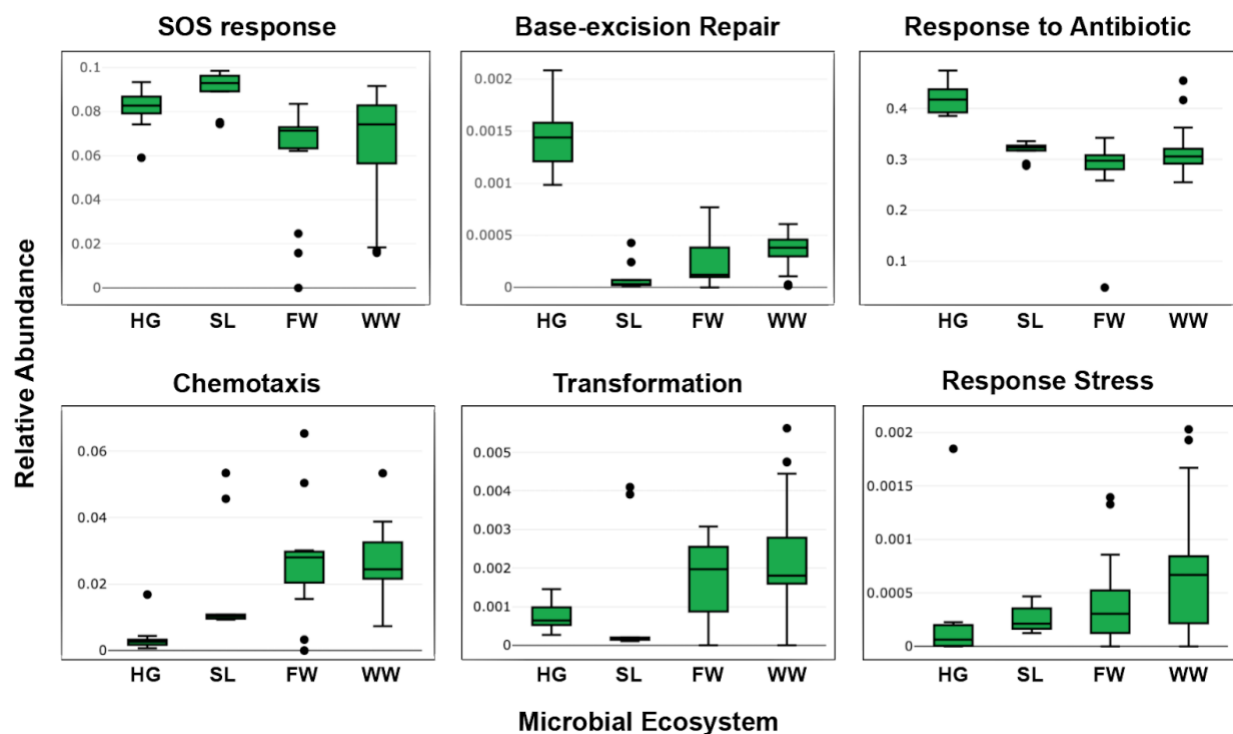 SOS response
Base-excision Repair
Response to Antibiotic
0.1
0.08
0.06
0.04
0.02
0
HG SL FW WW
0.002
0.0015
0.001
0.0005
0
HG SL FW WW
0.4
0.3
0.2
0.1
HG SL FW WW
Relative Abundance
Chemotaxis
Transformation
Response Stress
0.06
0.04
0.02
0
HG SL FW WW
0.005
0.004
0.003
0.002
0.001
0
HG SL FW WW
0.002
0.0015
0.001
0.0005
0
HG SL FW WW
Microbial Ecosystem